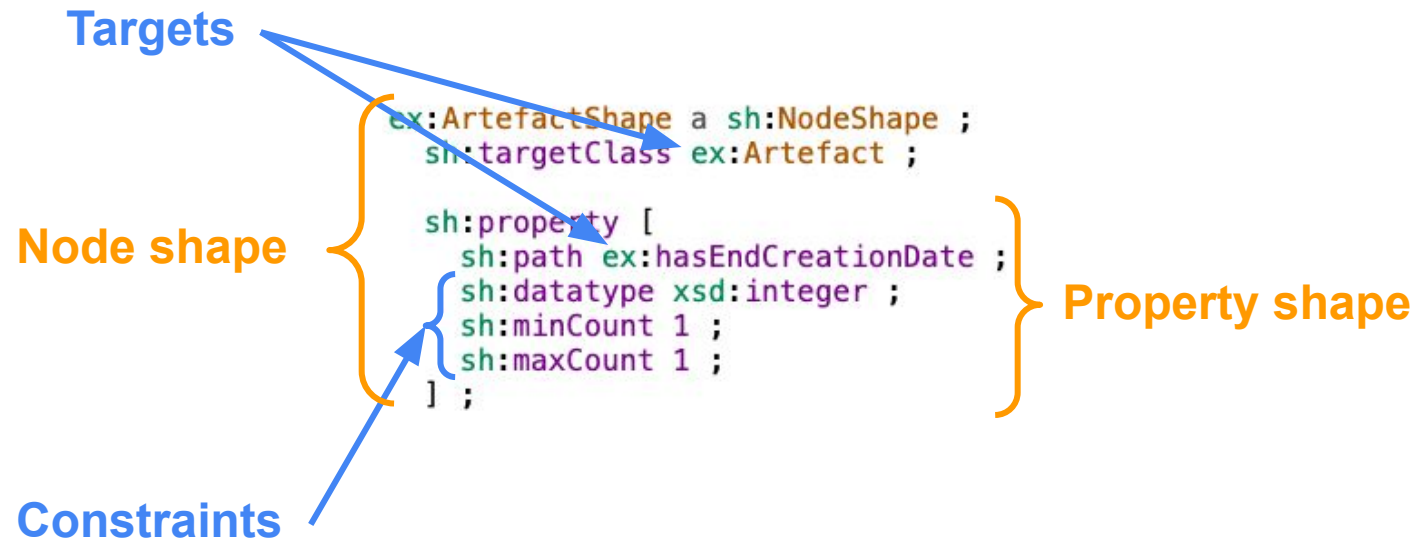 Targets
ex:ArtefactShape a sh:NodeShape ;
sh:targetClass ex:Artefact ;
sh:property [
sh:path ex:hasEndCreationDate ;
sh:datatype xsd:integer ;
sh:minCount 1 ;
sh:maxCount 1 ;
] ;
Node shape
Property shape
Constraints